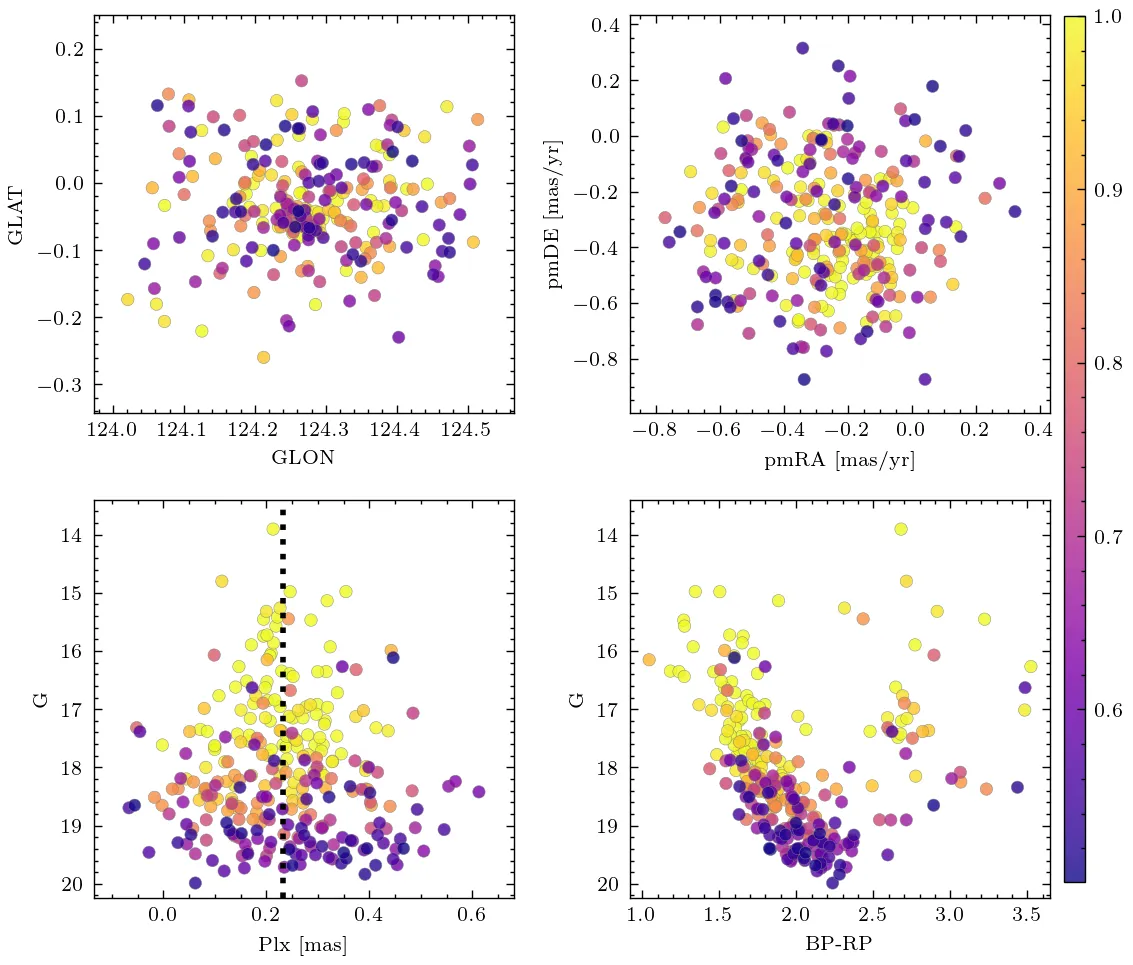 0.2
0.1
0.0
−0.1
−0.2
−0.3
GLAT
124.0 124.1 124.2 124.3 124.4 124.5
GLON
0.4
0.2
0.0
−0.2
−0.4
−0.6
−0.8
pmDE [mas/yr]
−0.8 −0.6 −0.4 −0.2 0.0 0.2 0.4
pmRA [mas/yr]
1.0
0.9
0.8
0.7
0.6
14
15
16
17
18
19
20
G
0.0 0.2 0.4 0.6
Plx [mas]
14
15
16
17
18
19
20
G
1.0 1.5 2.0 2.5 3.0 3.5
BP-RP